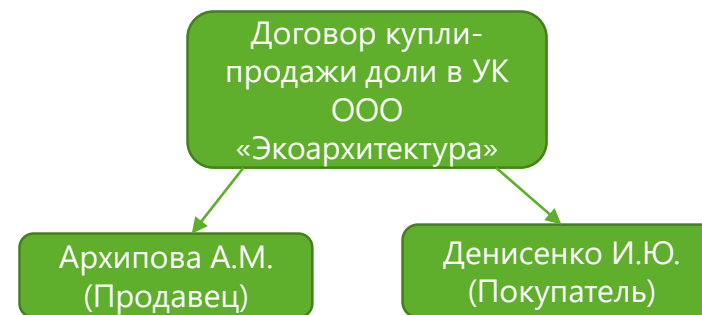 Договор купли-
продажи доли в УК
ООО
«Экоархитектура»
Архипова А.М.
(Продавец)
Денисенко И.Ю.
(Покупатель)